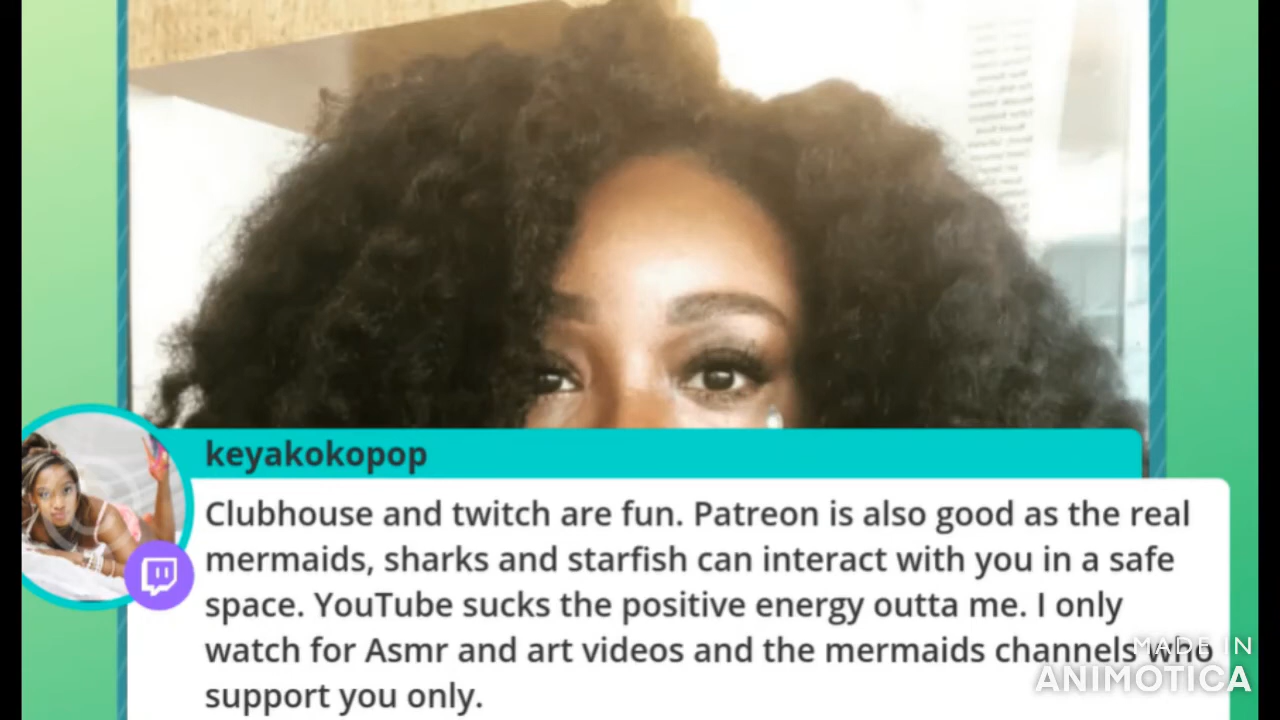 keyakokopop
Clubhouse and twitch are fun. Patreon is also good as the real
mermaids, sharks and starfish can interact with you in a safe
space. YouTube sucks the positive energy outta me. I only
watch for Asmr and art videos and the mermaids channels who
support you only.
MADE IN
ANIMOTICA